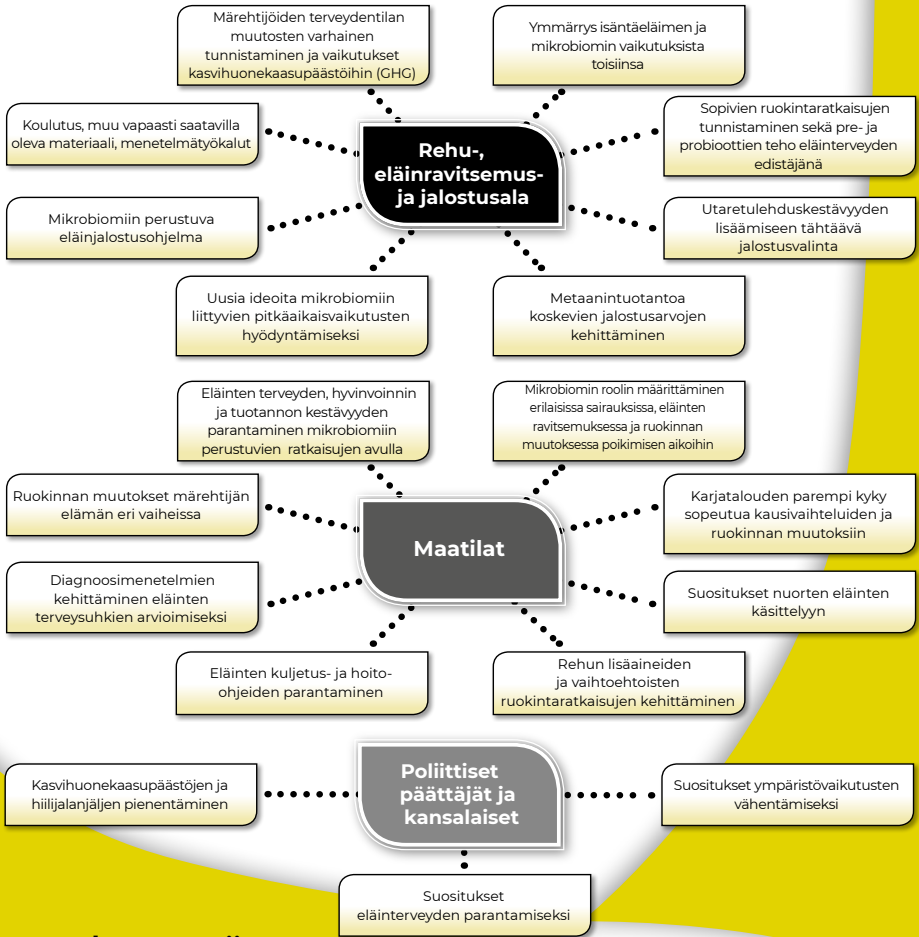 Märehtijöiden terveydentilan
muutosten varhainen
tunnistaminen ja vaikutukset
kasvihuonekaasupäästöihin (GHG)
Ymmärrys isäntäeläimen ja
mikrobiomin vaikutuksista
toisiinsa
Koulutus, muu vapaasti saatavilla
oleva materiaali, menetelmätyökalut
Rehu-,
eläinravitsemus-
ja jalostusala
Sopivien ruokintaratkaisujen
tunnistaminen sekä pre- ja
probioottien teho eläinterveyden
edistäjänä
Mikrobiomiin perustuva
eläinjalostusohjelma
Utaretulehduskestävyyden
lisäämiseen tähtäävä
jalostusvalinta
Uusia ideoita mikrobiomiin
liittyvien pitkäaikaisvaikutusten
hyödyntämiseksi
Metaanintuotantoa
koskevien jalostusarvojen
kehittäminen
Eläinten terveyden, hyvinvoinnin
ja tuotannon kestävyyden
parantaminen mikrobiomiin
perustuvien ratkaisujen avulla
Mikrobiomin roolin määrittäminen
erilaisissa sairauksissa, eläinten
ravitsemuksessa ja ruokinnan
muutoksessa poikimisen aikoihin
Ruokinnan muutokset märehtijän
elämän eri vaiheissa
Maatilat
Karjatalouden parempi kyky
sopeutua kausivaihteluiden ja
ruokinnan muutoksiin
Diagnoosimenetelmien
kehittäminen eläinten
terveysuhkien arvioimiseksi
Suositukset nuorten eläinten
käsittelyyn
Eläinten kuljetus- ja hoito-
ohjeiden parantaminen
Rehun lisäaineiden
ja vaihtoehtoisten
ruokintaratkaisujen kehittäminen
Kasvihuonekaasupäästöjen ja
hiilijalanjäljen pienentäminen
Poliittiset
päättäjät ja
kansalaiset
Suositukset ympäristövaikutusten
vähentämiseksi
Suositukset
eläinterveyden parantamiseksi